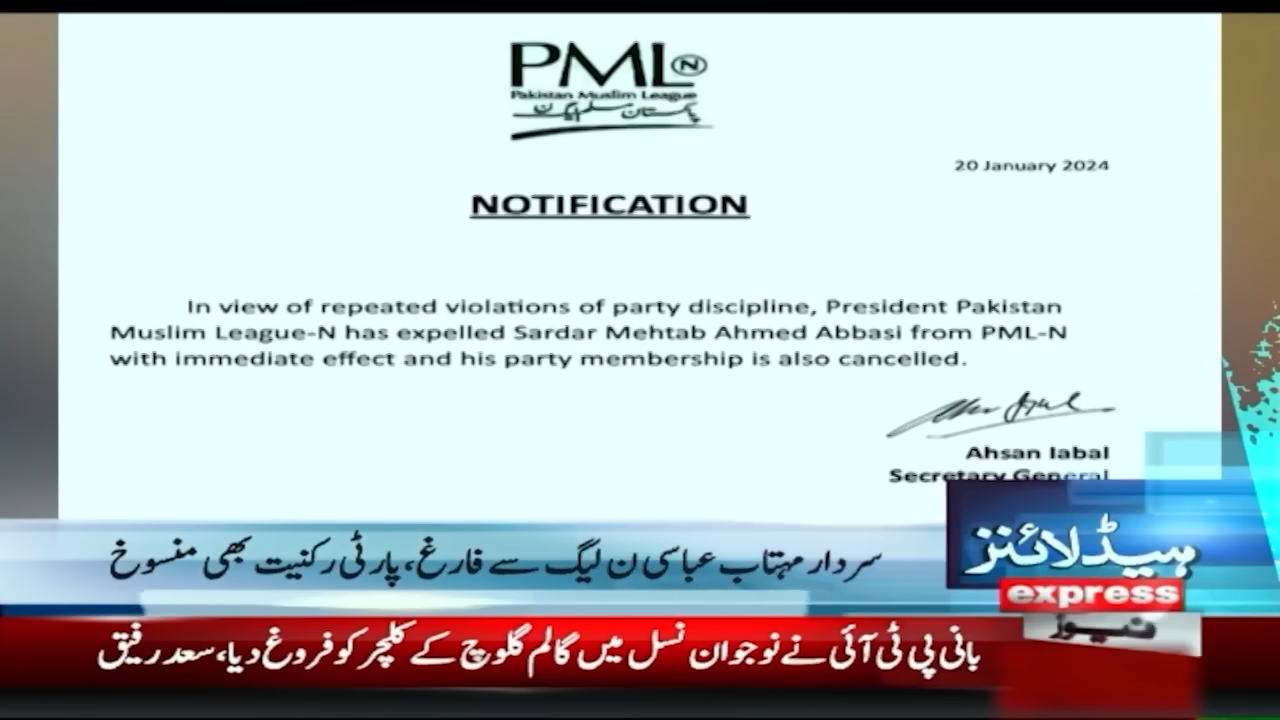 PMLN
Pakistan Muslim League
پاکستان مسلم لیگ ن
20 January 2024
NOTIFICATION
In view of repeated violations of party discipline, President Pakistan
Muslim League-N has expelled Sardar Mehtab Ahmed Abbasi from PML-N
with immediate effect and his party membership is also cancelled.
Ahsan Iqbal
Secretary General
سردار مہتاب عباسی ن لیگ سے فارغ، پارٹی رکنیت بھی منسوخ
ہیڈلائنز
express
نیوز
بانی پی ٹی آئی نے نوجوان نسل میں گالم گلوچ کے کلچر کو فروغ دیا، سعد رفیق